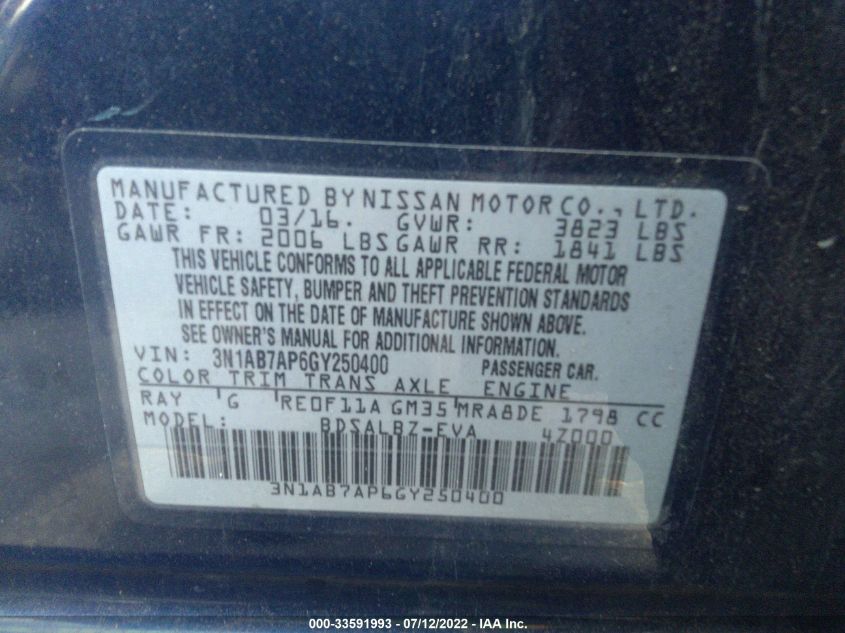 MANUFACTURED BY NISSAN MOTOR CO., LTD.
DATE: 03/16. GVWR: 3823 LBS
GAWR FR: 2006 LBS GAWR RR: 1841 LBS
THIS VEHICLE CONFORMS TO ALL APPLICABLE FEDERAL MOTOR
VEHICLE SAFETY, BUMPER AND THEFT PREVENTION STANDARDS
IN EFFECT ON THE DATE OF MANUFACTURE SHOWN ABOVE.
SEE OWNER'S MANUAL FOR ADDITIONAL INFORMATION.
VIN: 3N1AB7AP6GY250400 PASSENGER CAR.
COLOR TRIM TRANS AXLE ENGINE
RAY G RE0F11A GM35 MRA8DE 1798 CC
MODEL: BDSALBZ-EVA 4Z000
3N1AB7AP6GY250400
000-33591993 - 07/12/2022 - IAA Inc.